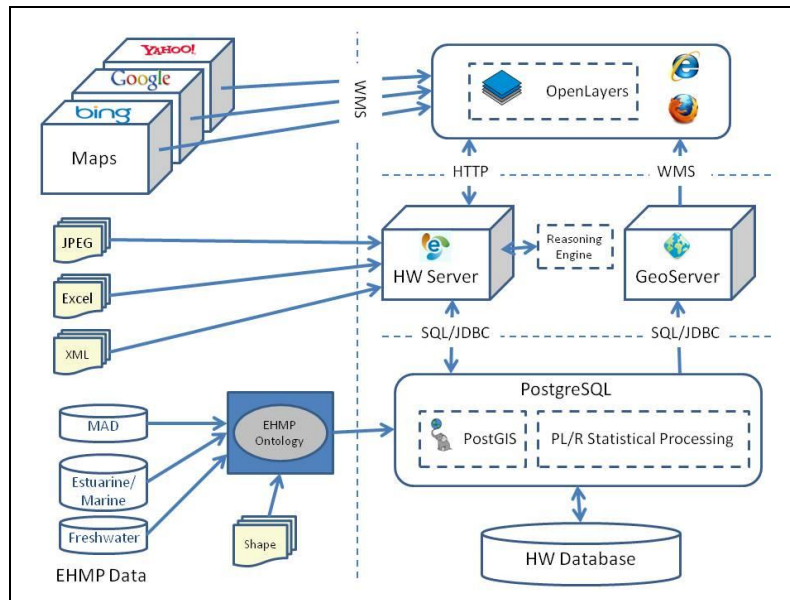 YAHOO!
Google
bing
Maps
WMS
OpenLayers
HTTP
WMS
JPEG
Excel
XML
HW Server
Reasoning
Engine
GeoServer
SQL/JDBC
SQL/JDBC
PostgreSQL
PostGIS
PL/R Statistical Processing
MAD
Estuarine/
Marine
Freshwater
EHMP
Ontology
Shape
EHMP Data
HW Database